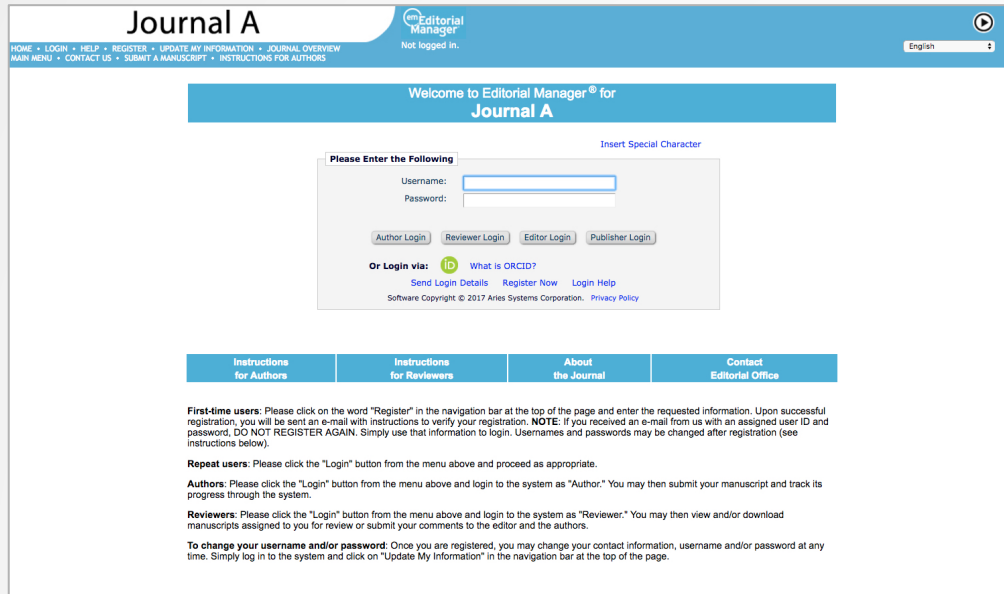 Journal A
em Editorial
Manager
HOME • LOGIN • HELP • REGISTER • UPDATE MY INFORMATION • JOURNAL OVERVIEW
MAIN MENU • CONTACT US • SUBMIT A MANUSCRIPT • INSTRUCTIONS FOR AUTHORS
Not logged in.
English
Welcome to Editorial Manager ® for
Journal A
Insert Special Character
Please Enter the Following
Username:
Password:
Author Login Reviewer Login Editor Login Publisher Login
Or Login via: iD What is ORCID?
Send Login Details Register Now Login Help
Software Copyright © 2017 Aries Systems Corporation. Privacy Policy
Instructions
for Authors
Instructions
for Reviewers
About
the Journal
Contact
Editorial Office
First-time users: Please click on the word "Register" in the navigation bar at the top of the page and enter the requested information. Upon successful
registration, you will be sent an e-mail with instructions to verify your registration. NOTE: If you received an e-mail from us with an assigned user ID and
password, DO NOT REGISTER AGAIN. Simply use that information to login. Usernames and passwords may be changed after registration (see
instructions below).
Repeat users: Please click the "Login" button from the menu above and proceed as appropriate.
Authors: Please click the "Login" button from the menu above and login to the system as "Author." You may then submit your manuscript and track its
progress through the system.
Reviewers: Please click the "Login" button from the menu above and login to the system as "Reviewer." You may then view and/or download
manuscripts assigned to you for review or submit your comments to the editor and the authors.
To change your username and/or password: Once you are registered, you may change your contact information, username and/or password at any
time. Simply log in to the system and click on "Update My Information" in the navigation bar at the top of the page.